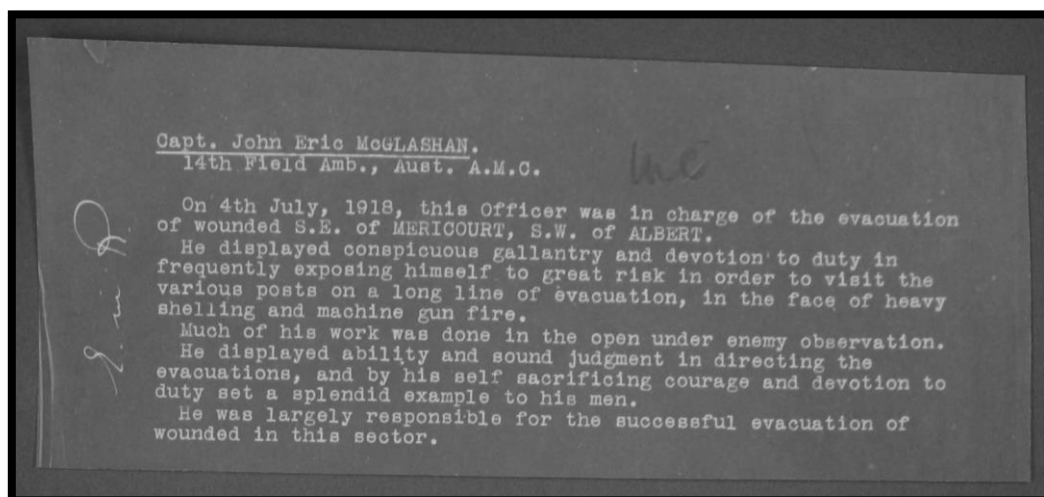 Capt. John Eric McGLASHAN.
14th Field Amb., Aust. A.M.C.
mc
On 4th July, 1918, this Officer was in charge of the evacuation
of wounded S.E. of MERICOURT, S.W. of ALBERT.
He displayed conspicuous gallantry and devotion to duty in
frequently exposing himself to great risk in order to visit the
various posts on a long line of evacuation, in the face of heavy
shelling and machine gun fire.
Much of his work was done in the open under enemy observation.
He displayed ability and sound judgment in directing the
evacuations, and by his self sacrificing courage and devotion to
duty set a splendid example to his men.
He was largely responsible for the successful evacuation of
wounded in this sector.